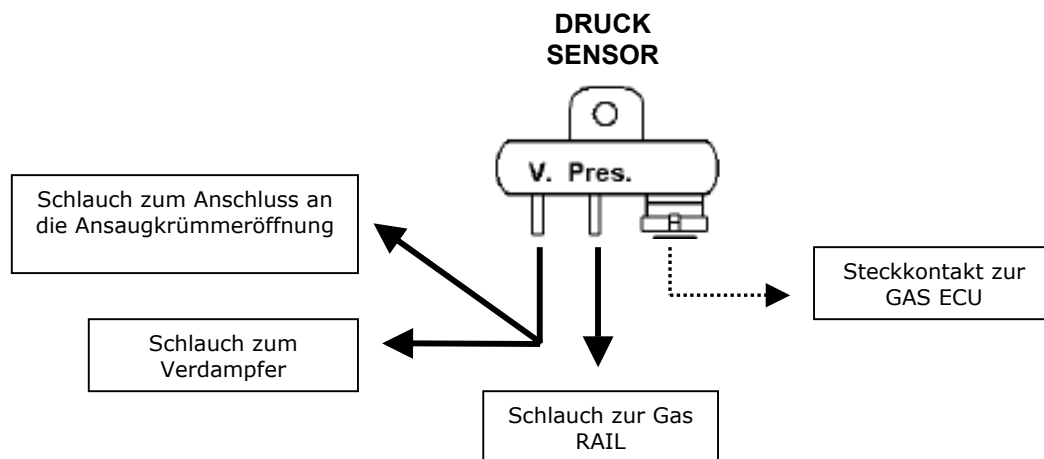 DRUCK
SENSOR
V. Pres.
Schlauch zum Anschluss an
die Ansaugkrümmeröffnung
Steckkontakt zur
GAS ECU
Schlauch zum
Verdampfer
Schlauch zur Gas
RAIL